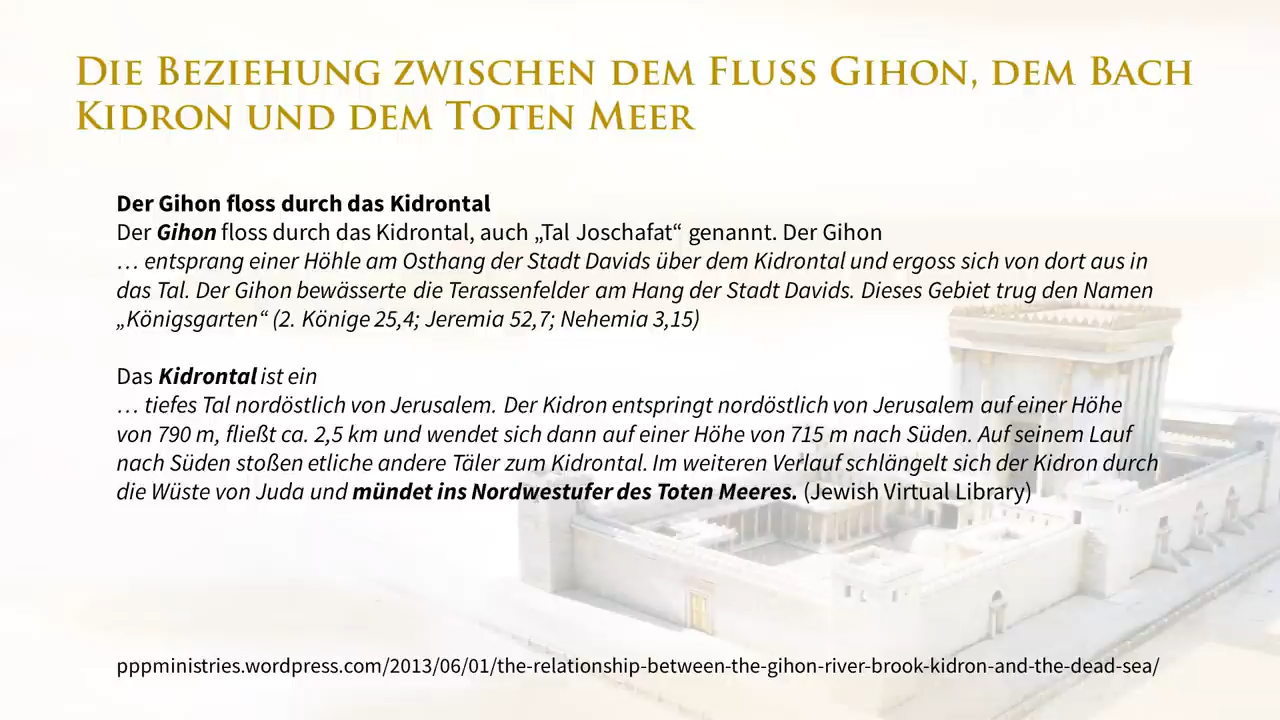 Die Beziehung zwischen dem Fluss Gihon, dem Bach
Kidron und dem Toten Meer
Der Gihon floss durch das Kidrontal
Der Gihon floss durch das Kidrontal, auch „Tal Joschafat“ genannt. Der Gihon
… entsprang einer Höhle am Osthang der Stadt Davids über dem Kidrontal und ergoss sich von dort aus in
das Tal. Der Gihon bewässerte die Terassenfelder am Hang der Stadt Davids. Dieses Gebiet trug den Namen
„Königsgarten“ (2. Könige 25,4; Jeremia 52,7; Nehemia 3,15)
Das Kidrontal ist ein
… tiefes Tal nordöstlich von Jerusalem. Der Kidron entspringt nordöstlich von Jerusalem auf einer Höhe
von 790 m, fließt ca. 2,5 km und wendet sich dann auf einer Höhe von 715 m nach Süden. Auf seinem Lauf
nach Süden stoßen etliche andere Täler zum Kidrontal. Im weiteren Verlauf schlängelt sich der Kidron durch
die Wüste von Juda und mündet ins Nordwestufer des Toten Meeres. (Jewish Virtual Library)
pppministries.wordpress.com/2013/06/01/the-relationship-between-the-gihon-river-brook-kidron-and-the-dead-sea/